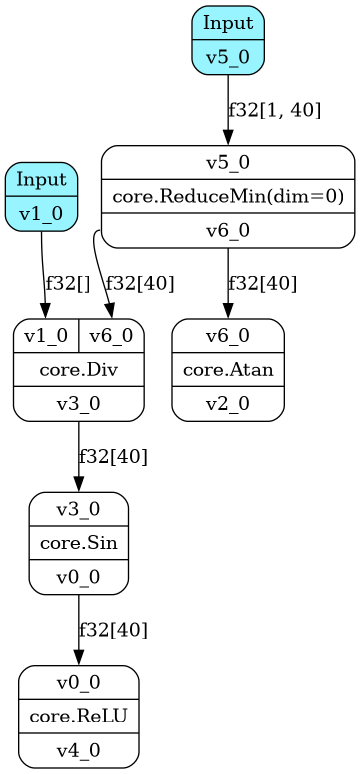 Input
v5_0
f32[1, 40]
v5_0
core.ReduceMin(dim=0)
v6_0
Input
v1_0
f32[]
f32[40]
f32[40]
v1_0 v6_0
core.Div
v3_0
v6_0
core.Atan
v2_0
f32[40]
v3_0
core.Sin
v0_0
f32[40]
v0_0
core.ReLU
v4_0